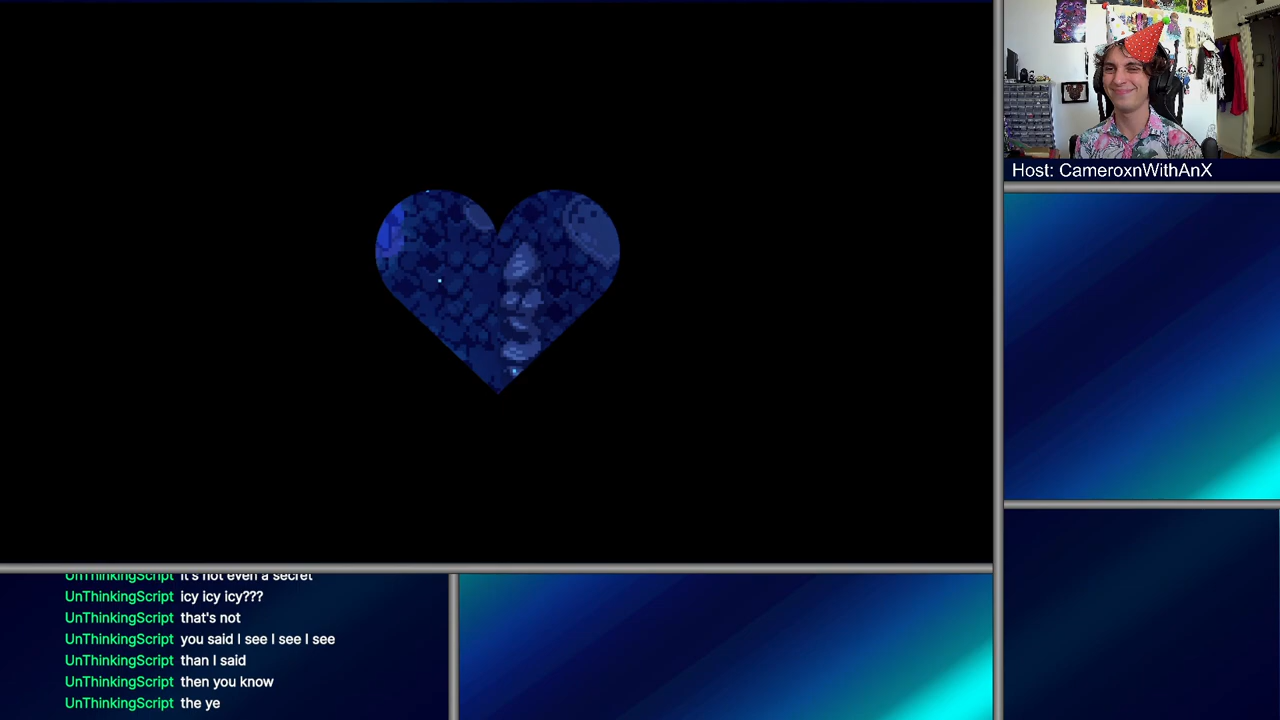 Host: CameroxnWithAnX
UnThinkingScript it's not even a secret
UnThinkingScript icy icy icy???
UnThinkingScript that's not
UnThinkingScript you said I see I see I see
UnThinkingScript than I said
UnThinkingScript then you know
UnThinkingScript the ye